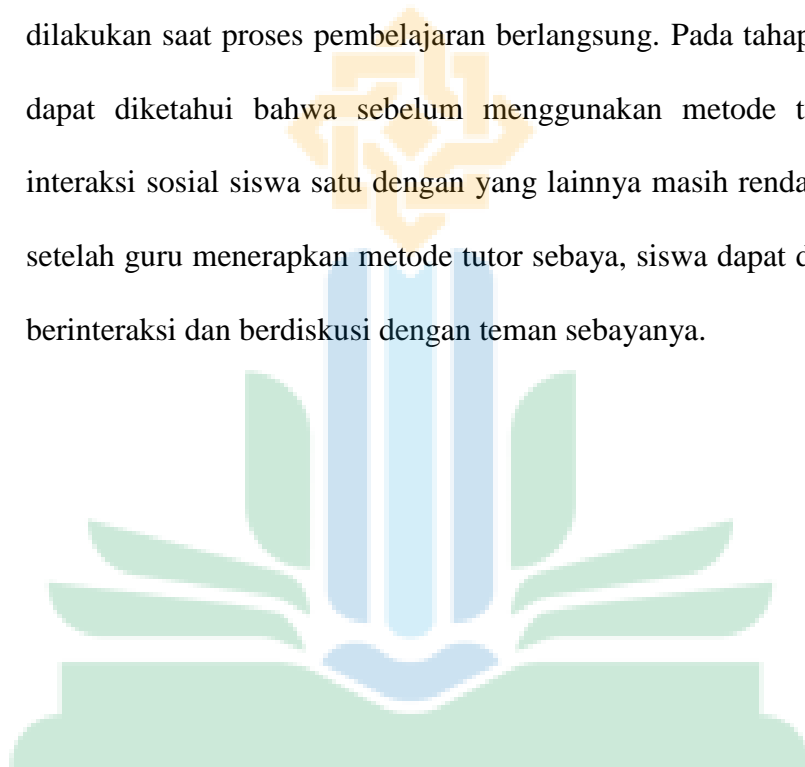 dilakukan saat proses pembelajaran berlangsung. Pada tahap
dapat diketahui bahwa sebelum menggunakan metode
interaksi sosial siswa satu dengan yang lainnya masih
setelah guru menerapkan metode tutor sebaya, siswa dapat
berinteraksi dan berdiskusi dengan teman sebayanya.